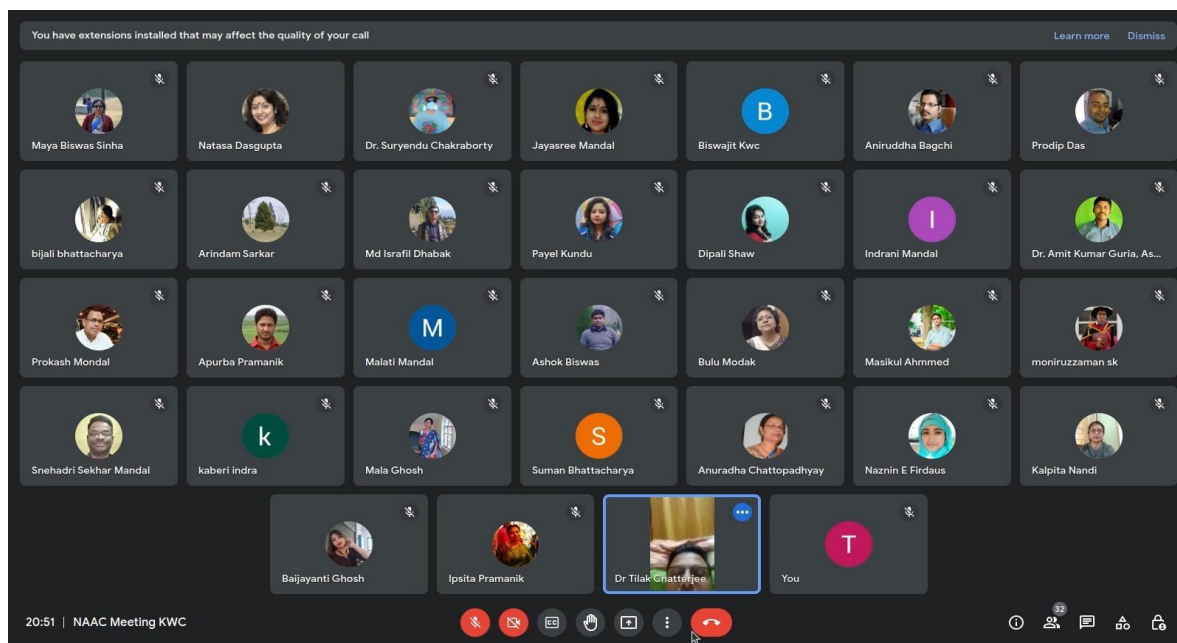 You have extensions installed that may affect the quality of your call Learn more Dismiss
Maya Biswas Sinha Natasa Dasgupta Dr. Suryendu Chakraborty Jayasree Mandal B Biswajit Kwc Aniruddha Bagchi Prodip Das
bijali bhattacharya Arindam Sarkar Md Israfil Dhabak Payel Kundu Dipali Shaw I Indrani Mandal Dr. Amit Kumar Guria, As...
Prokash Mondal Apurba Pramanik M Malati Mandal Ashok Biswas Bulu Modak Masikul Ahmmed moniruzzaman sk
Snehadri Sekhar Mandal k kaberi indra Mala Ghosh S Suman Bhattacharya Anuradha Chattopadhyay Naznin E Firdaus Kalpita Nandi
Baijayanti Ghosh Ipsita Pramanik Dr Tilak Chatterjee T You
20:51 | NAAC Meeting KWC CC 32